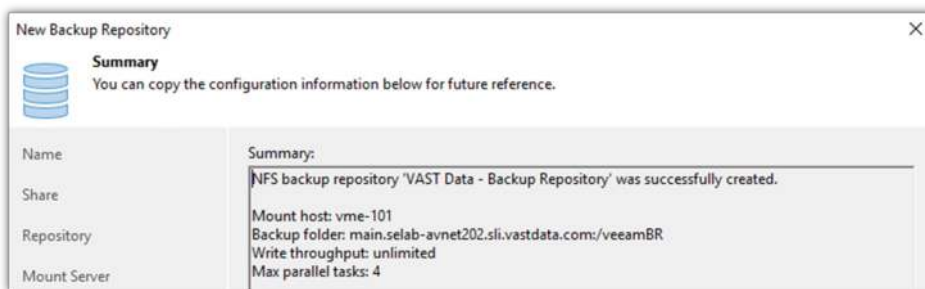 New Backup Repository
Summary
You can copy the configuration information below for future reference.
Name
Share
Repository
Mount Server
Summary:
NFS backup repository 'VAST Data - Backup Repository' was successfully created.
Mount host: vme-101
Backup folder: main.selab-avnet202.sli.vastdata.com:/veeamBR
Write throughput: unlimited
Max parallel tasks: 4